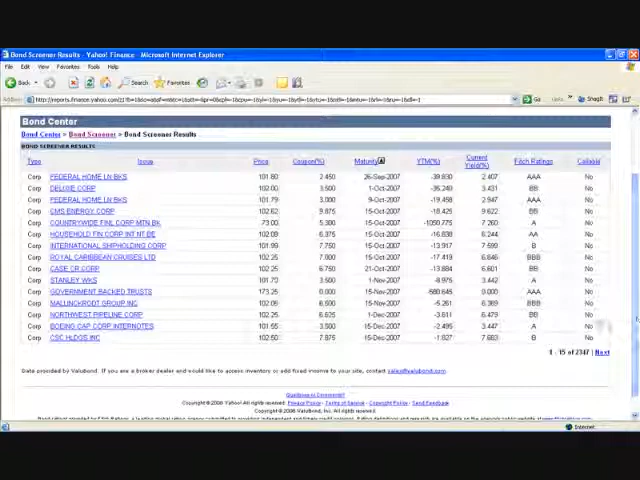 Bond Screener Results - Yahoo! Finance - Microsoft Internet Explorer
File Edit View Favorites Tools Help
Back Search Favorites
Go Links SnagIt
Bond Center
Bond Center > Bond Screener > Bond Screener Results
BOND SCREENER RESULTS
Type Issue Price Coupon(%) Maturity YTM(%) Current Yield(%) Fitch Ratings Callable
Corp FEDERAL HOME LN BKS 101.80 2.450 26-Sep-2007 -39.830 2.407 AAA No
Corp DELUXE CORP 102.00 3.500 1-Oct-2007 -36.240 3.431 BB No
Corp FEDERAL HOME LN BKS 101.79 3.000 9-Oct-2007 -19.458 2.947 AAA No
Corp CMS ENERGY CORP 102.62 9.875 15-Oct-2007 -18.425 9.622 BB No
Corp COUNTRYWIDE FINL CORP MTN BK 73.00 5.300 15-Oct-2007 -1050.775 7.260 A No
Corp HOUSEHOLD FIN CORP INT NT BE 102.09 6.375 15-Oct-2007 -16.838 6.244 AA No
Corp INTERNATIONAL SHIPHOLDING CORP 101.99 7.750 15-Oct-2007 -13.917 7.599 B No
Corp ROYAL CARIBBEAN CRUISES LTD 102.25 7.000 15-Oct-2007 -17.419 6.846 BBB No
Corp CASE CR CORP 102.25 6.750 21-Oct-2007 -13.884 6.601 BB No
Corp STANLEY WKS 101.70 3.500 1-Nov-2007 -8.975 3.442 A No
Corp GOVERNMENT BACKED TRUSTS 173.25 0.000 15-Nov-2007 -580.645 0.000 AAA No
Corp MALLINCKRODT GROUP INC 102.08 6.500 15-Nov-2007 -5.261 6.369 BBB No
Corp NORTHWEST PIPELINE CORP 102.25 6.625 1-Dec-2007 -3.611 6.479 BB No
Corp BOEING CAP CORP INTERNOTES 101.55 3.500 15-Dec-2007 -2.495 3.447 A No
Corp CSC HLDGS INC 102.50 7.875 15-Dec-2007 -1.827 7.683 B No
1 - 15 of 2347 | Next
Data provided by ValuBond. If you are a broker dealer and would like to access inventory or add fixed income to your site, contact sales@valubond.com
Questions or Comments?
Copyright © 2006 Yahoo! Inc. All rights reserved. Privacy Policy - Terms of Service - Copyright Policy - Send Feedback
Copyright © 2006 ValuBond, Inc. All rights reserved.
Internet